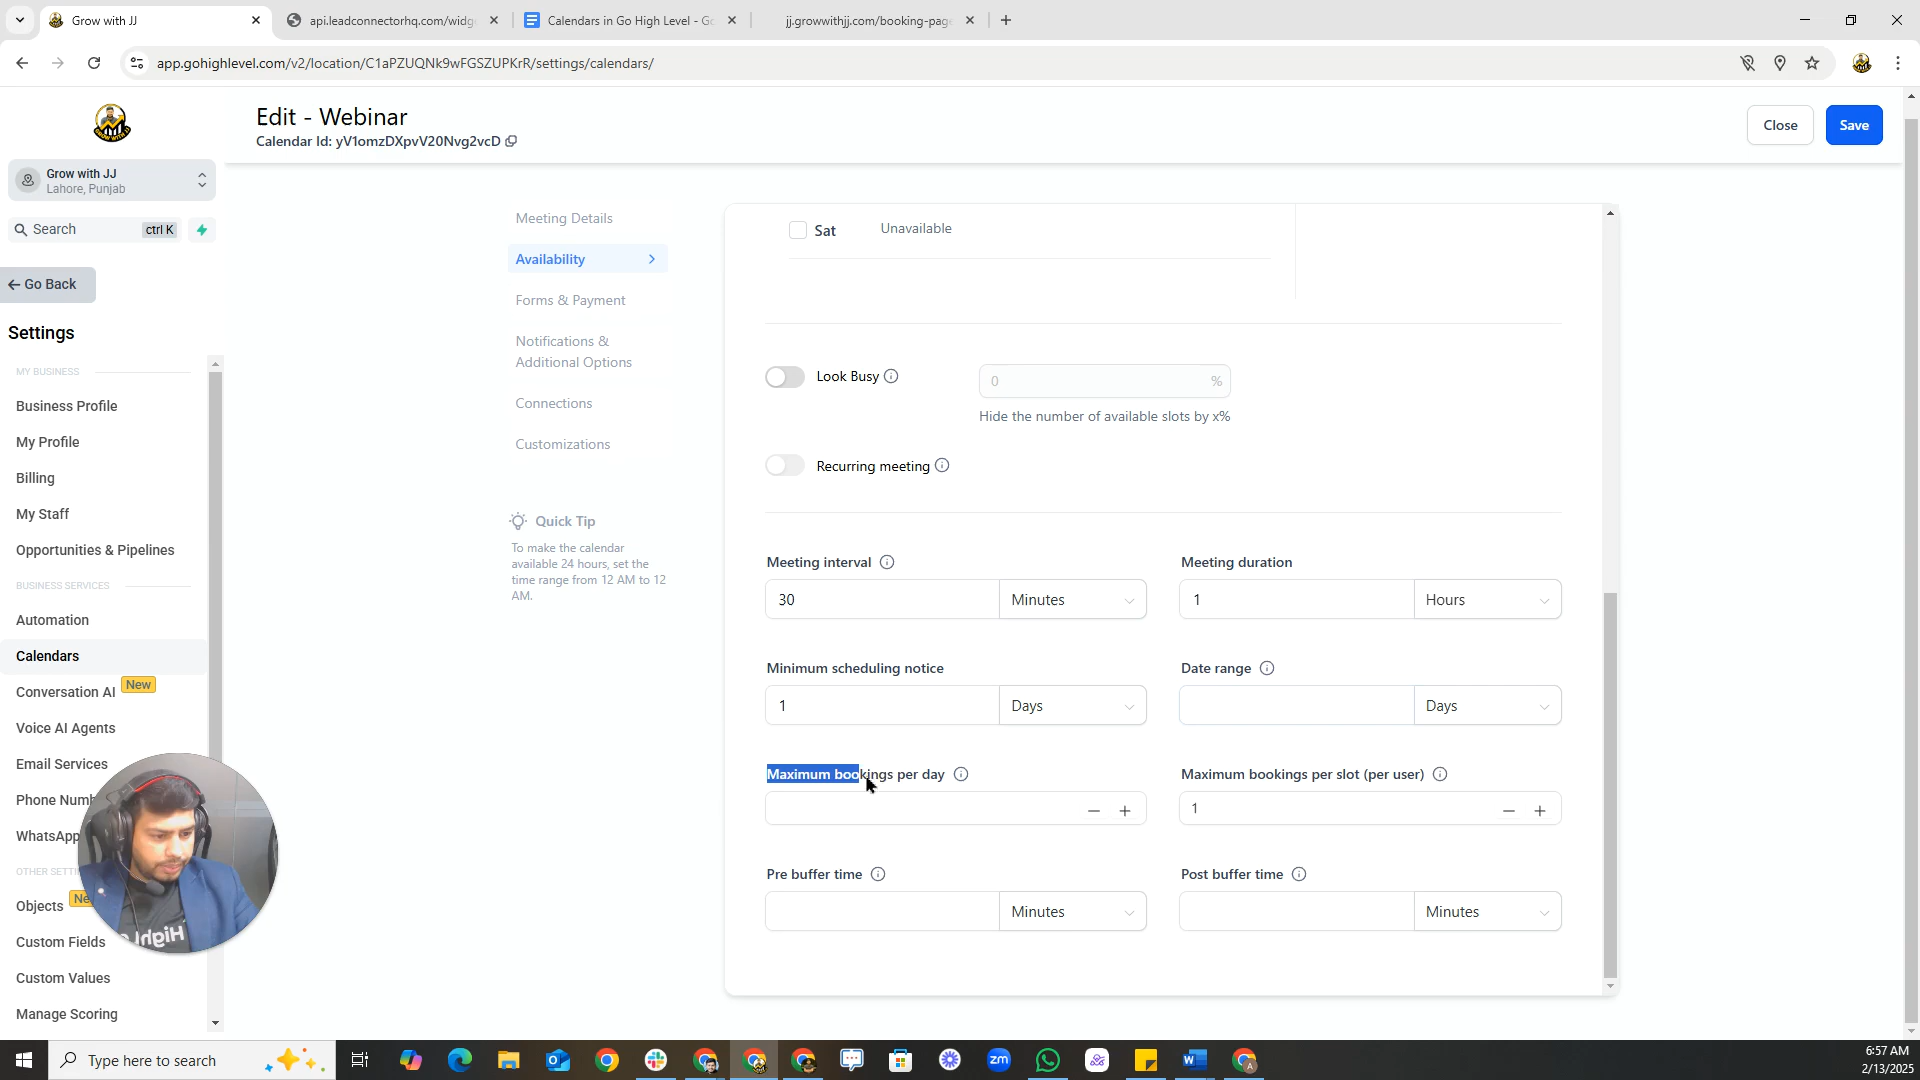 Grow with JJ
api.leadconnectorhq.com/widg
Calendars in Go High Level - Go
jj.growwithjj.com/booking-page
app.gohighlevel.com/v2/location/C1aPZUQNk9wFGSZUPKrR/settings/calendars/
Edit - Webinar
Calendar Id: yV1omzDXpvV20Nvg2vcD
Close
Save
Grow with JJ
Lahore, Punjab
Search
ctrl K
Go Back
Settings
MY BUSINESS
Business Profile
My Profile
Billing
My Staff
Opportunities & Pipelines
BUSINESS SERVICES
Automation
Calendars
Conversation AI
New
Voice AI Agents
Email Services
Phone Numb
WhatsApp
OTHER SETTI
Objects
Ne
Custom Fields
Custom Values
Manage Scoring
Meeting Details
Availability
Forms & Payment
Notifications &
Additional Options
Connections
Customizations
Quick Tip
To make the calendar
available 24 hours, set the
time range from 12 AM to 12
AM.
Sat
Unavailable
Look Busy
0
%
Hide the number of available slots by x%
Recurring meeting
Meeting interval
Meeting duration
30
Minutes
1
Hours
Minimum scheduling notice
Date range
1
Days
Days
Maximum bookings per day
Maximum bookings per slot (per user)
1
Pre buffer time
Post buffer time
Minutes
Minutes
Type here to search
zm
6:57 AM
2/13/2025